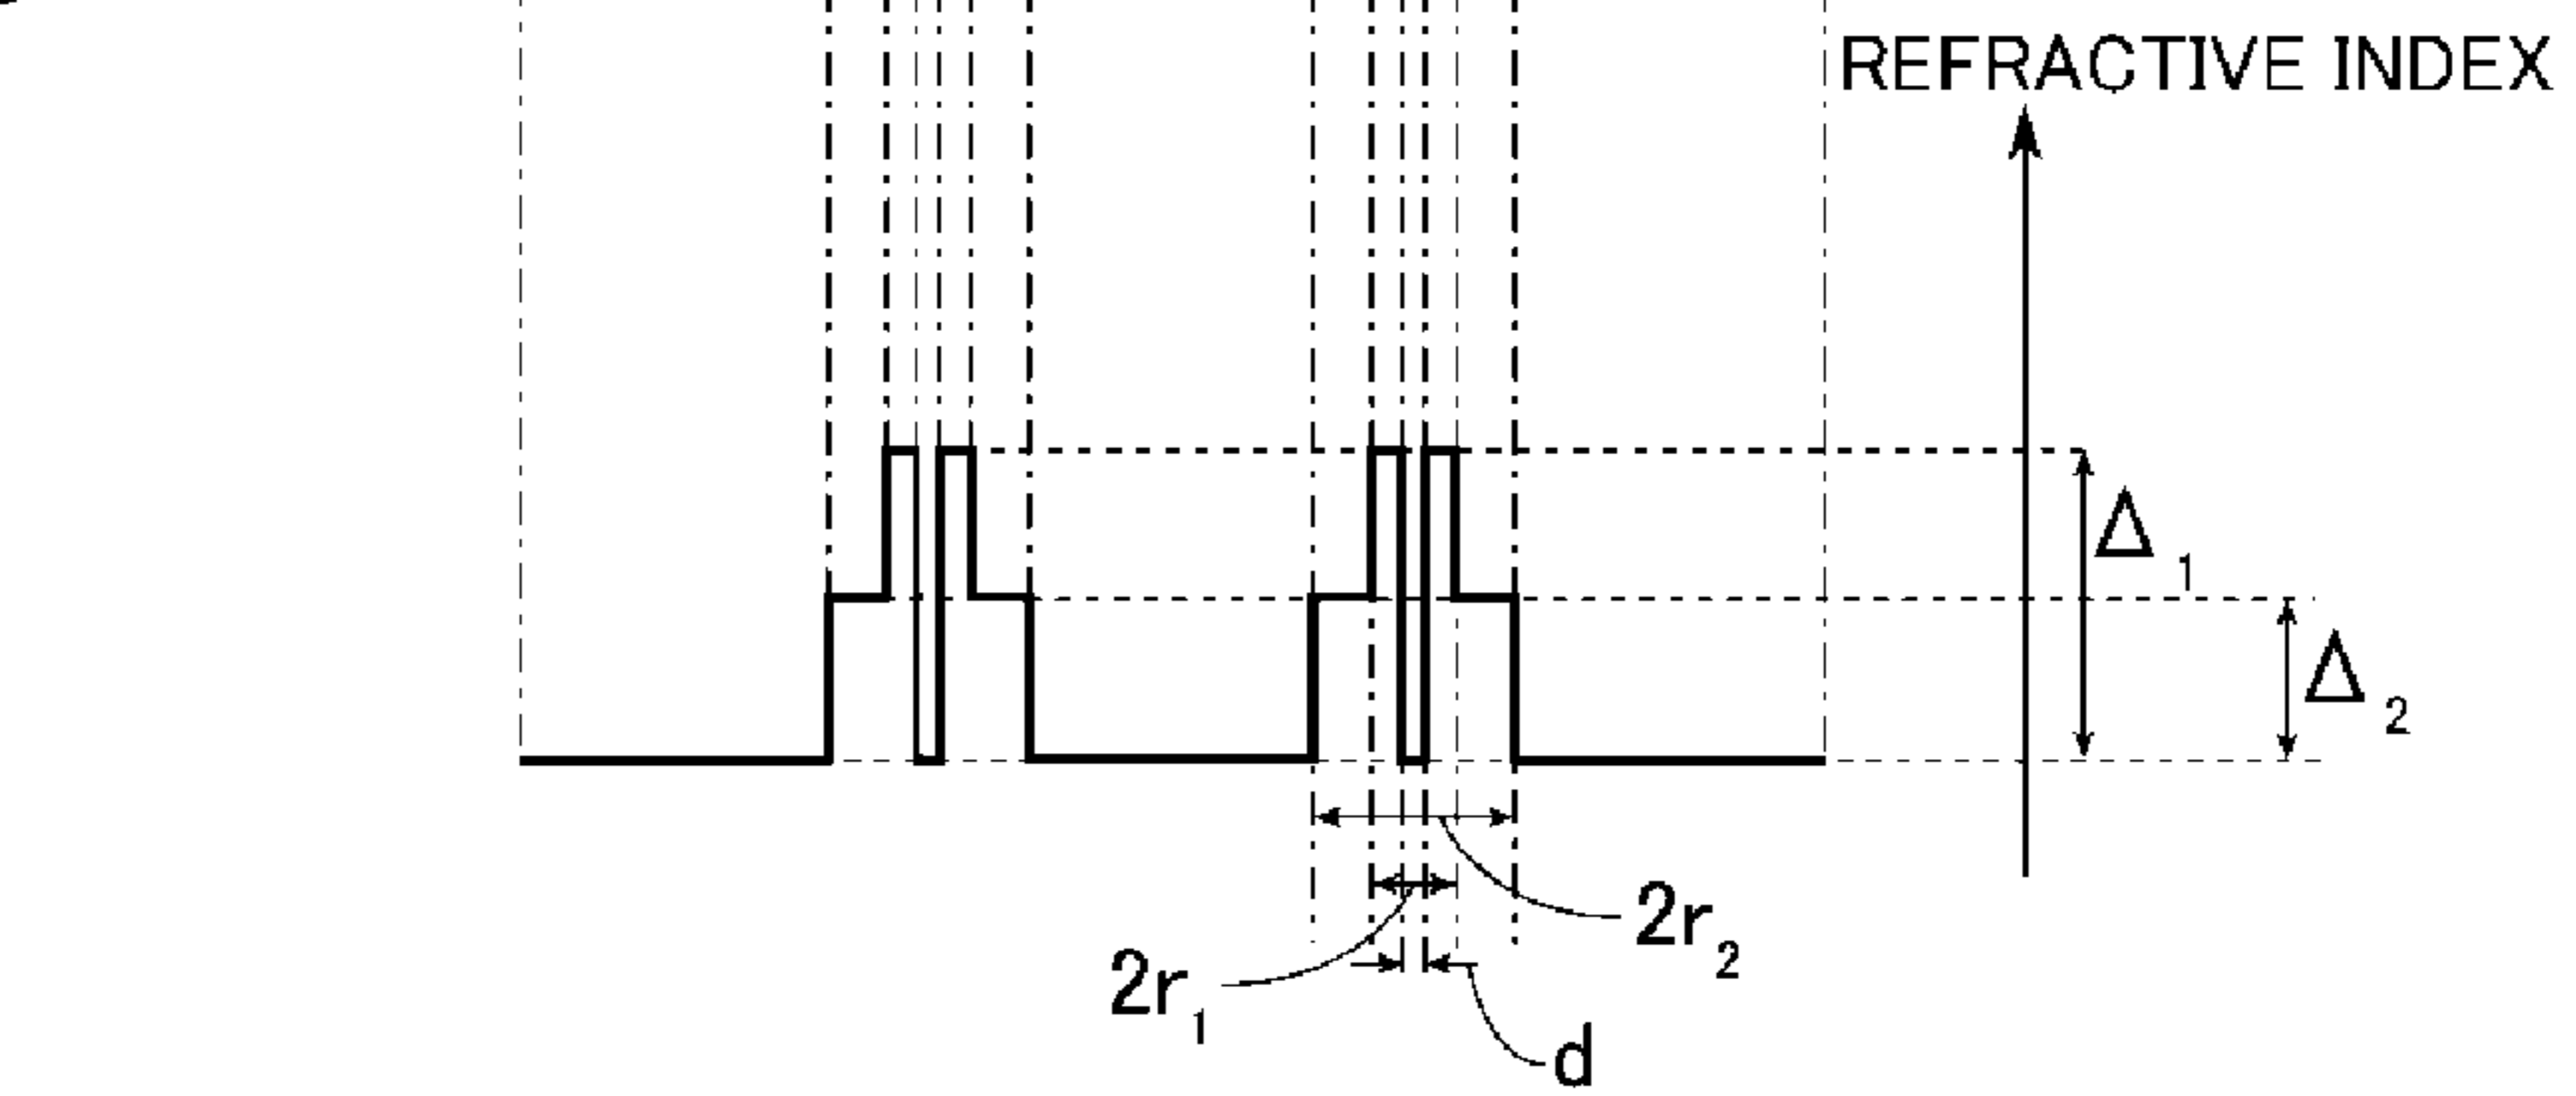 REFRACTIVE INDEX
Δ1
Δ2
2r2
2r1
d